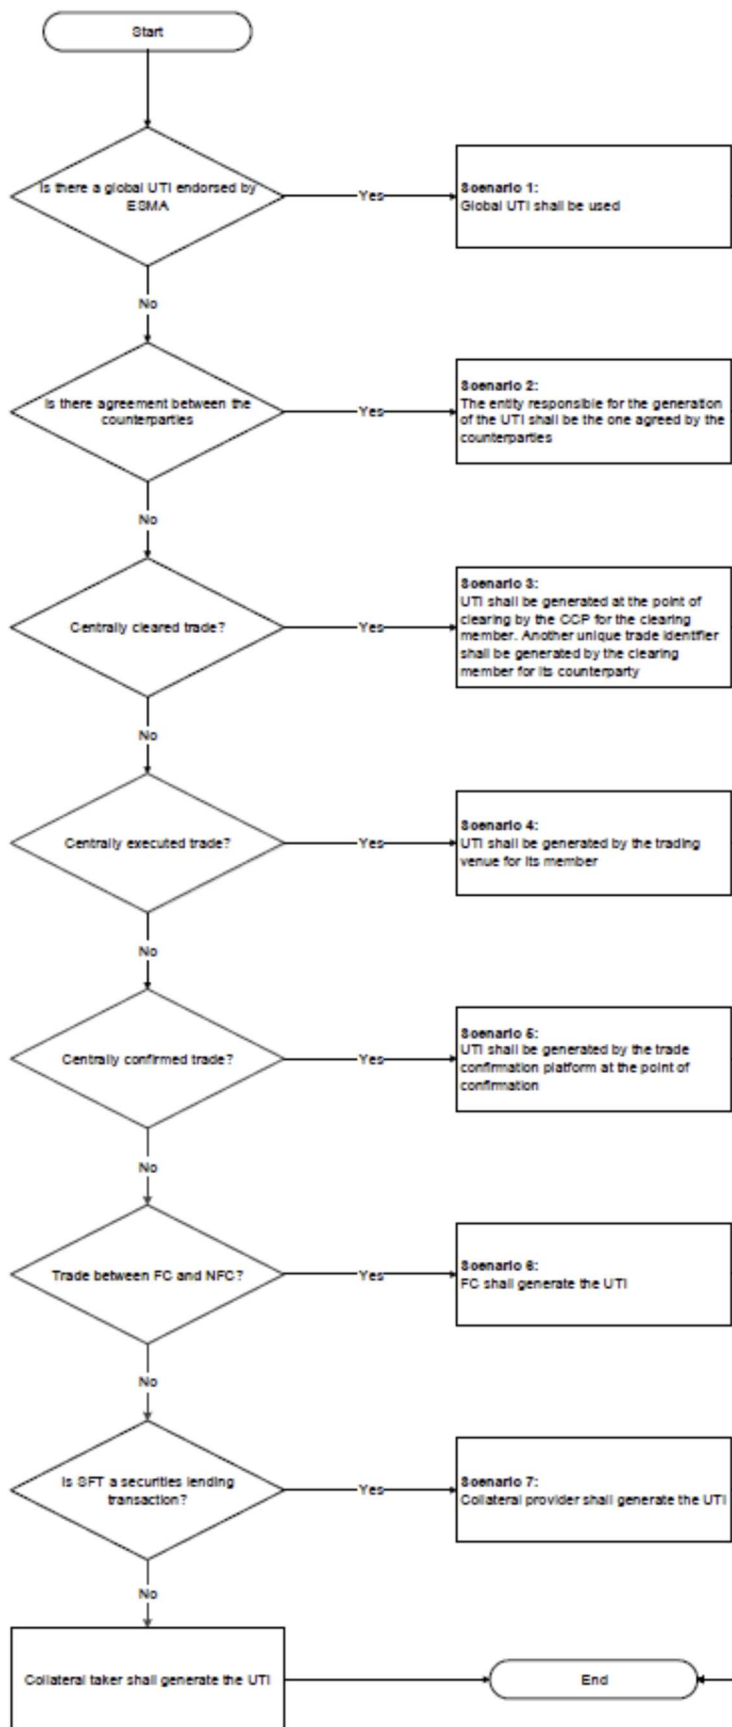 Start
Is there a global UTI endorsed by
ESMA
Yes
Scenario 1:
Global UTI shall be used
No
Is there agreement between the
counterparties
Yes
Scenario 2:
The entity responsible for the generation
of the UTI shall be the one agreed by the
counterparties
No
Centrally cleared trade?
Yes
Scenario 3:
UTI shall be generated at the point of
clearing by the CCP for the clearing
member. Another unique trade identifier
shall be generated by the clearing
member for its counterparty
No
Centrally executed trade?
Yes
Scenario 4:
UTI shall be generated by the trading
venue for its member
No
Centrally confirmed trade?
Yes
Scenario 5:
UTI shall be generated by the trade
confirmation platform at the point of
confirmation
No
Trade between FC and NFC?
Yes
Scenario 6:
FC shall generate the UTI
No
Is SFT a securities lending
transaction?
Yes
Scenario 7:
Collateral provider shall generate the UTI
No
Collateral taker shall generate the UTI
End